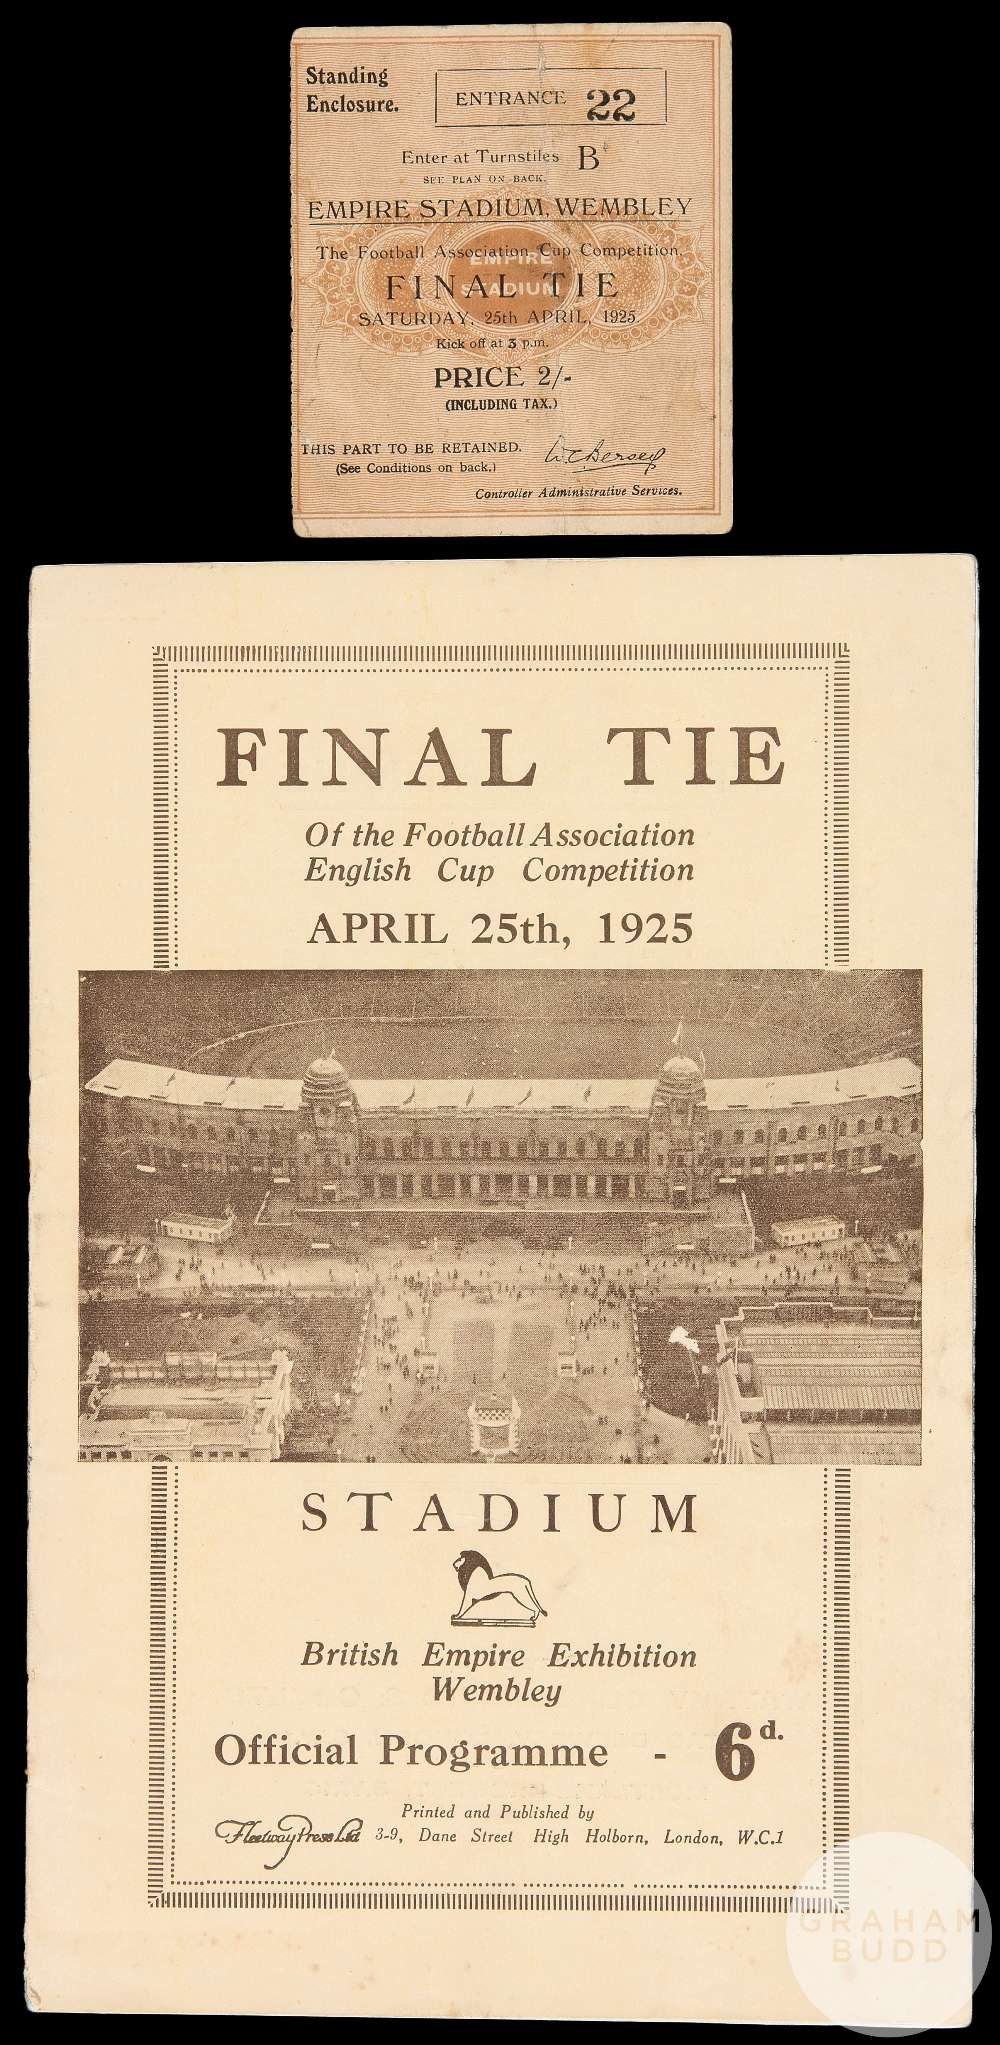 Standing
Enclosure.
ENTRANCE 22
Enter at Turnstiles B
SEE PLAN ON BACK.
EMPIRE STADIUM, WEMBLEY
The Football Association Cup Competition.
EMPIRE
STADIUM
FINAL TIE
SATURDAY, 25th APRIL, 1925
Kick off at 3 p.m.
PRICE 2/-
(INCLUDING TAX.)
THIS PART TO BE RETAINED.
(See Conditions on back.)
Controller Administrative Services.
FINAL TIE
Of the Football Association
English Cup Competition
APRIL 25th, 1925
STADIUM
British Empire Exhibition
Wembley
Official Programme - 6d.
Printed and Published by
Fleetway Press Ltd 3-9, Dane Street High Holborn, London, W.C.1
GRAHAM
BUDD